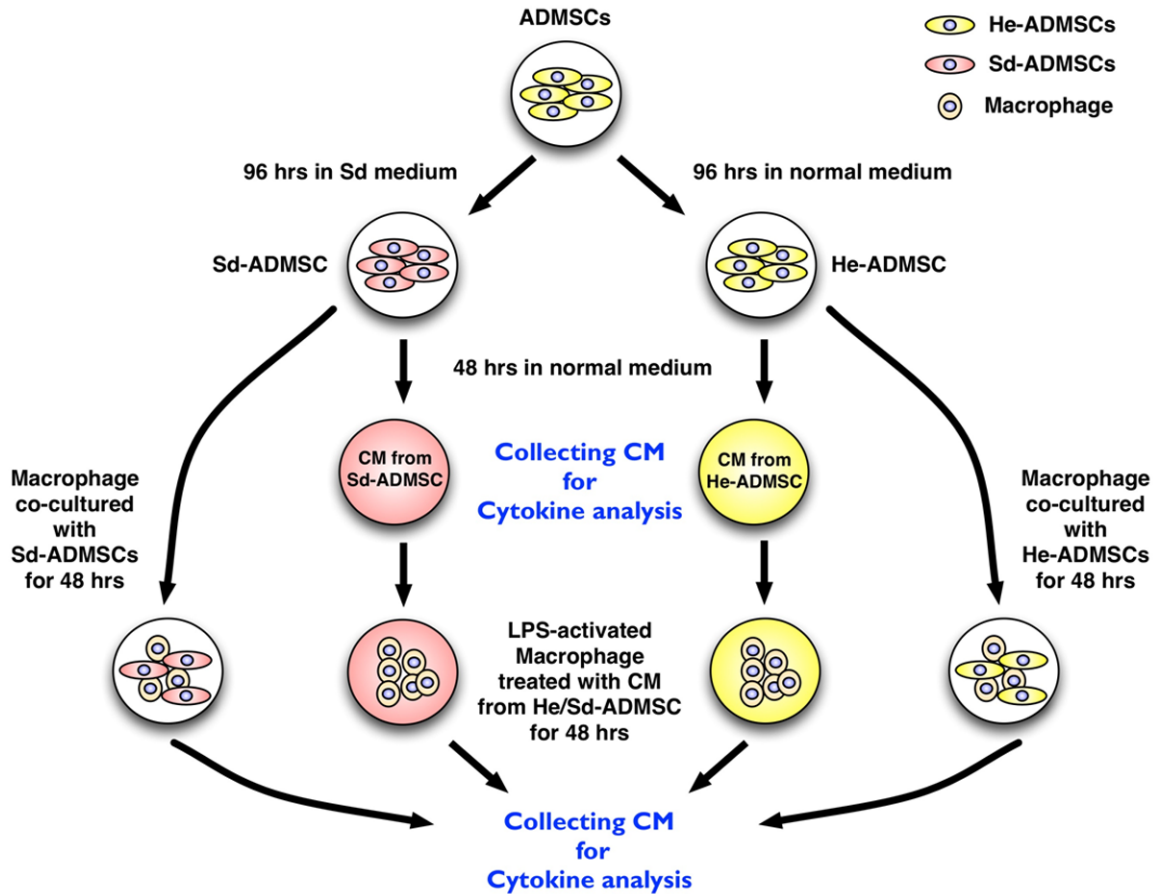 ADMSCs
He-ADMSCs
Sd-ADMSCs
Macrophage
96 hrs in Sd medium
96 hrs in normal medium
Sd-ADMSC
He-ADMSC
48 hrs in normal medium
CM from
Sd-ADMSC
Collecting CM
for
Cytokine analysis
CM from
He-ADMSC
Macrophage
co-cultured
with
Sd-ADMSCs
for 48 hrs
Macrophage
co-cultured
with
He-ADMSCs
for 48 hrs
LPS-activated
Macrophage
treated with CM
from He/Sd-ADMSC
for 48 hrs
Collecting CM
for
Cytokine analysis